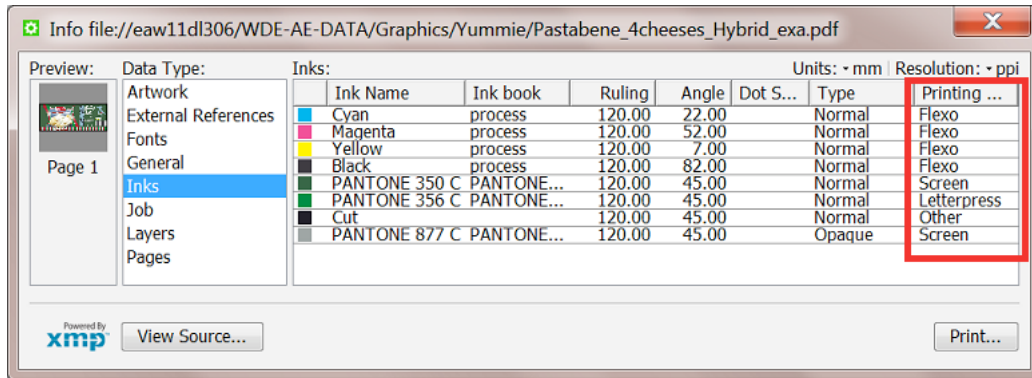 Info file://eaw11dl306/WDE-AE-DATA/Graphics/Yummie/Pastabene_4cheeses_Hybrid_exa.pdf
Preview: Data Type: Inks: Units: mm Resolution: ppi
Page 1
Artwork
External References
Fonts
General
Inks
Job
Layers
Pages
Ink Name Ink book Ruling Angle Dot S... Type Printing ...
Cyan process 120.00 22.00 Normal Flexo
Magenta process 120.00 52.00 Normal Flexo
Yellow process 120.00 7.00 Normal Flexo
Black process 120.00 82.00 Normal Flexo
PANTONE 350 C PANTONE... 120.00 45.00 Normal Screen
PANTONE 356 C PANTONE... 120.00 45.00 Normal Letterpress
Cut 120.00 45.00 Normal Other
PANTONE 877 C PANTONE... 120.00 45.00 Opaque Screen
Powered By
xmp View Source... Print...